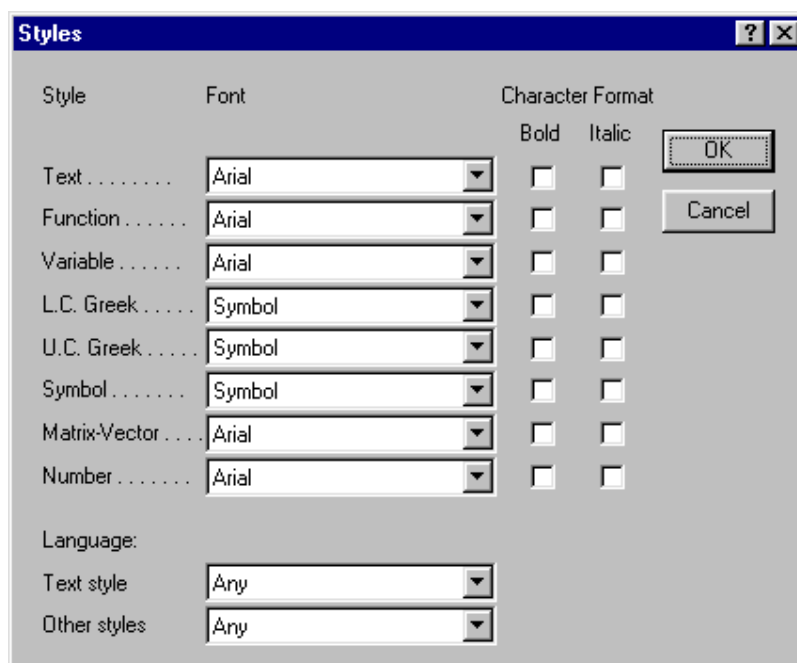 Styles
Style Font Character Format
Bold Italic
OK
Text . . . . . . . . Arial
Function . . . . . . Arial
Cancel
Variable . . . . . . Arial
L.C. Greek . . . . . Symbol
U.C. Greek . . . . . Symbol
Symbol . . . . . . . Symbol
Matrix-Vector . . . . Arial
Number . . . . . . . Arial
Language:
Text style Any
Other styles Any